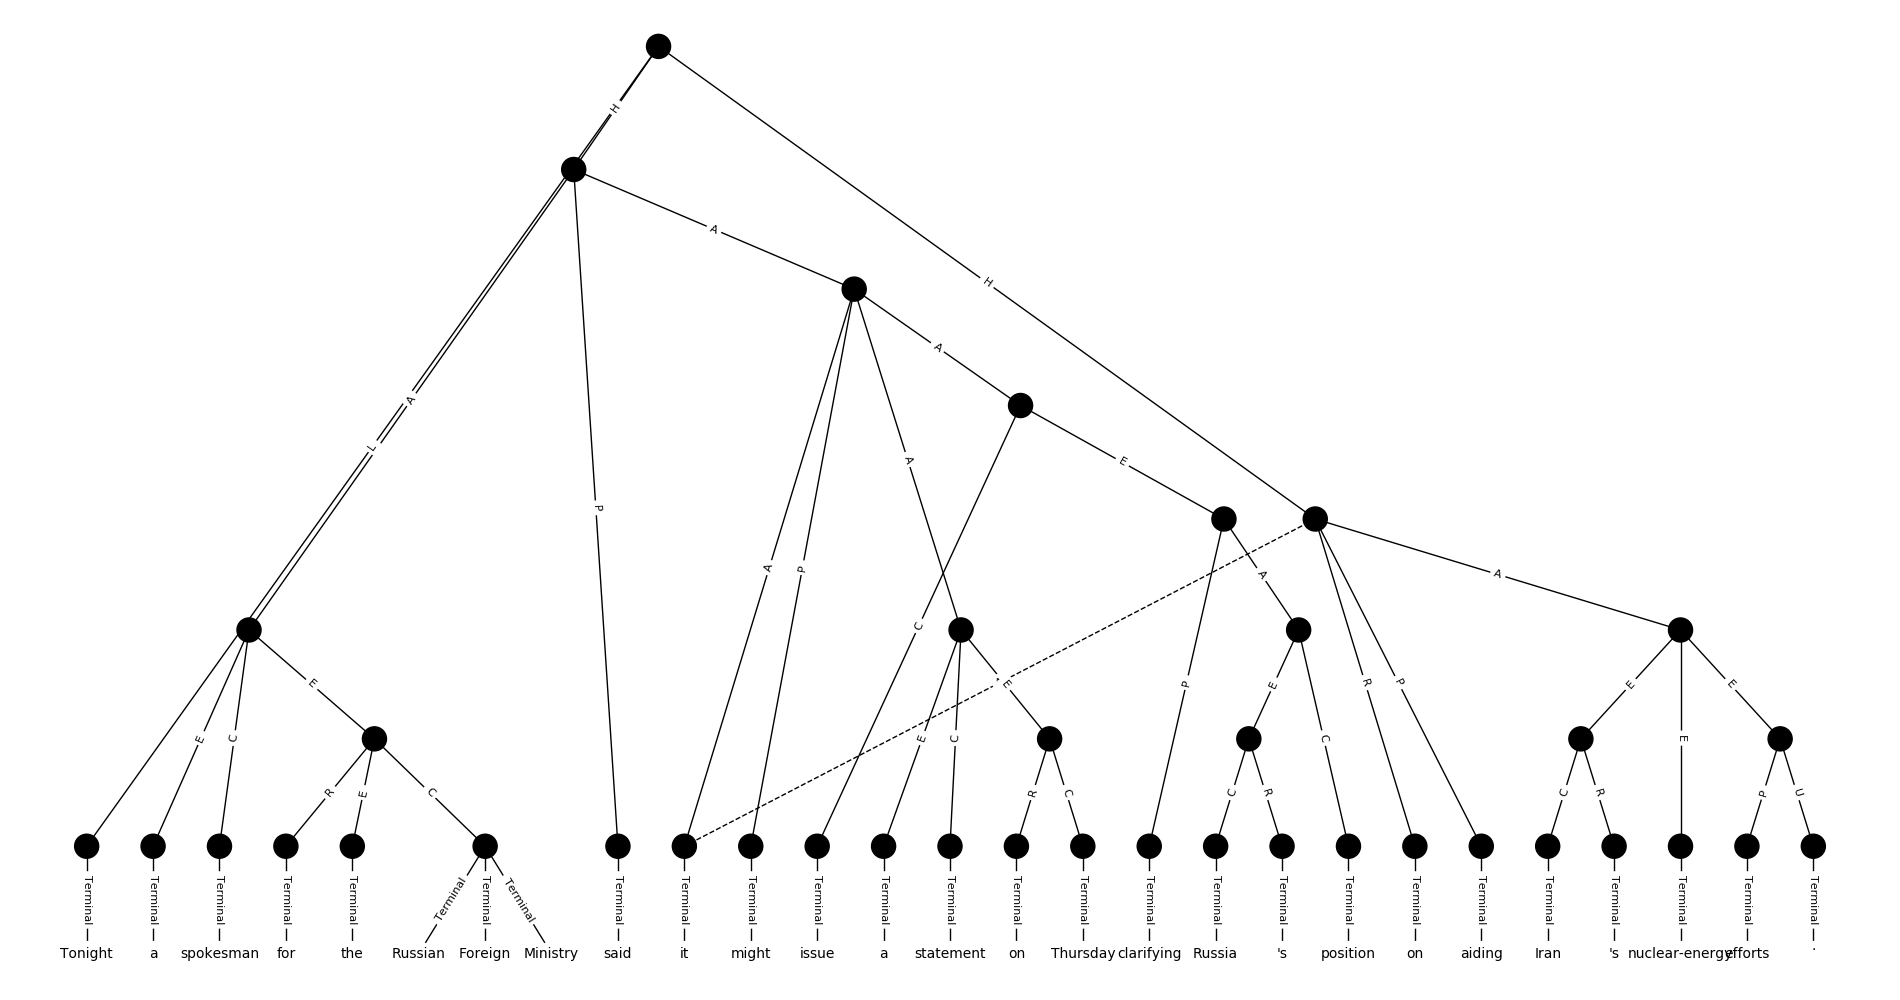 H
A
H
A
A
L
E
A
P
A
A
P
A
C
E
R
P
P
E
E
E
E
C
E
C
C
E
R
E
C
R
C
C
R
C
R
P
U
Terminal Terminal Terminal Terminal Terminal Terminal Terminal Terminal Terminal Terminal Terminal Terminal Terminal Terminal Terminal Terminal Terminal Terminal Terminal Terminal Terminal Terminal Terminal Terminal Terminal Terminal Terminal
Tonight a spokesman for the Russian Foreign Ministry said it might issue a statement on Thursday clarifying Russia 's position on aiding Iran 's nuclear-energy efforts .